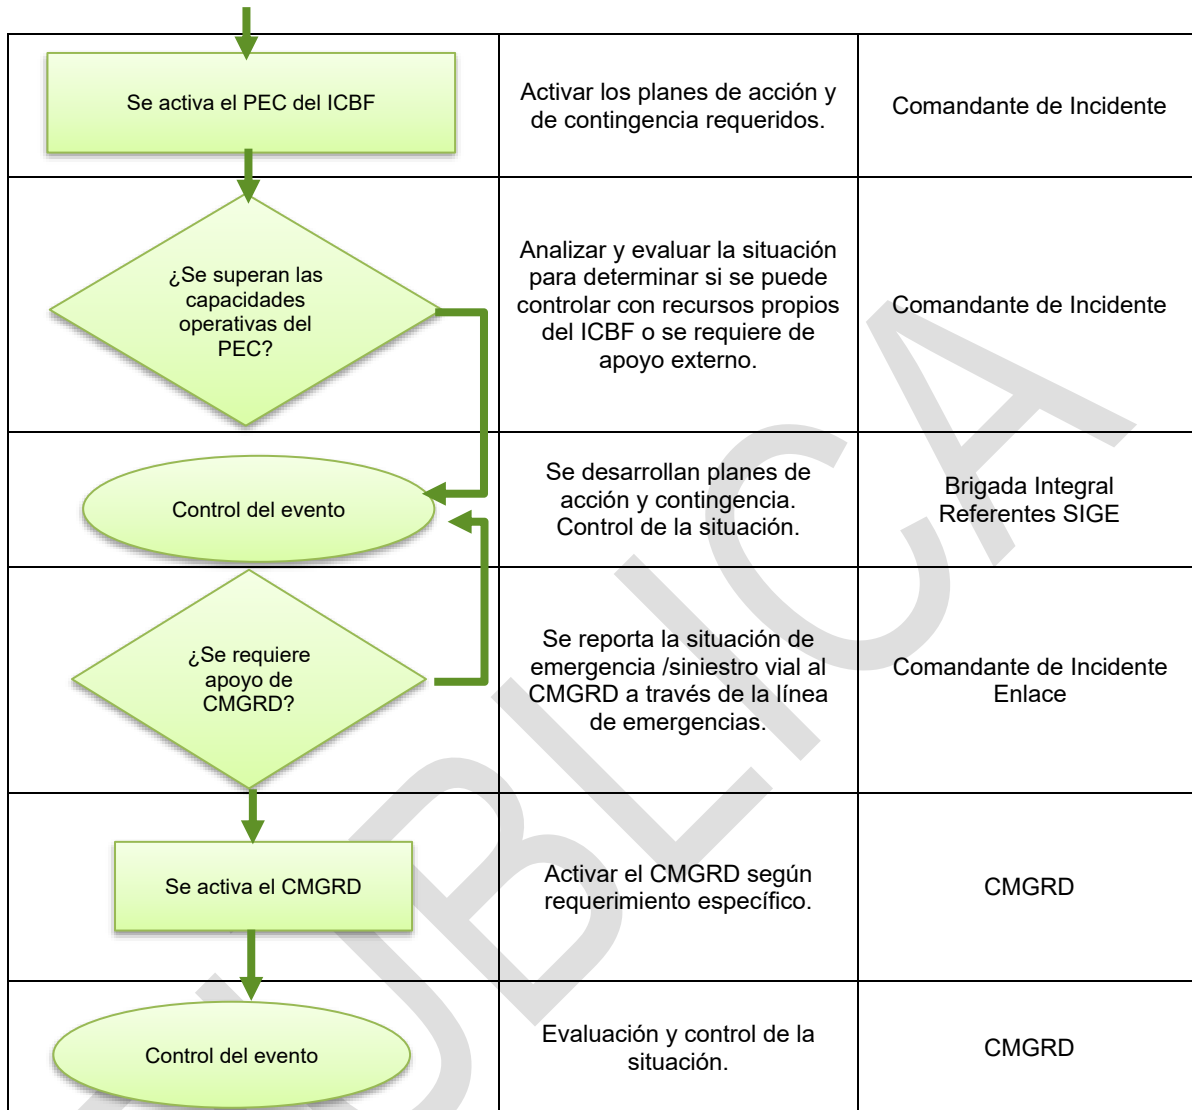 Se activa el PEC del ICBF
Activar los planes de acción y
de contingencia requeridos.
Comandante de Incidente
¿Se superan las
capacidades
operativas del
PEC?
Analizar y evaluar la situación
para determinar si se puede
controlar con recursos propios
del ICBF o se requiere de
apoyo externo.
Comandante de Incidente
Control del evento
Se desarrollan planes de
acción y contingencia.
Control de la situación.
Brigada Integral
Referentes SIGE
¿Se requiere
apoyo de
CMGRD?
Se reporta la situación de
emergencia /siniestro vial al
CMGRD a través de la línea
de emergencias.
Comandante de Incidente
Enlace
Se activa el CMGRD
Activar el CMGRD según
requerimiento específico.
CMGRD
Control del evento
Evaluación y control de la
situación.
CMGRD
UBLICA